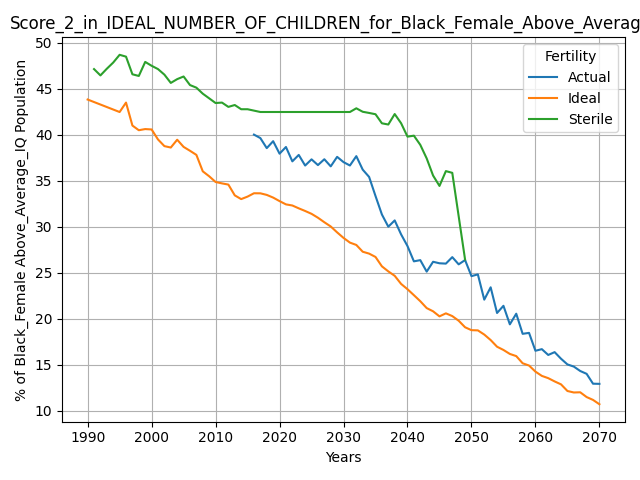 Score_2_in_IDEAL_NUMBER_OF_CHILDREN_for_Black_Female_Above_Averag
Fertility
Actual
Ideal
Sterile
% of Black_Female Above_Average_IQ Population
50
45
40
35
30
25
20
15
10
1990
2000
2010
2020
2030
2040
2050
2060
2070
Years